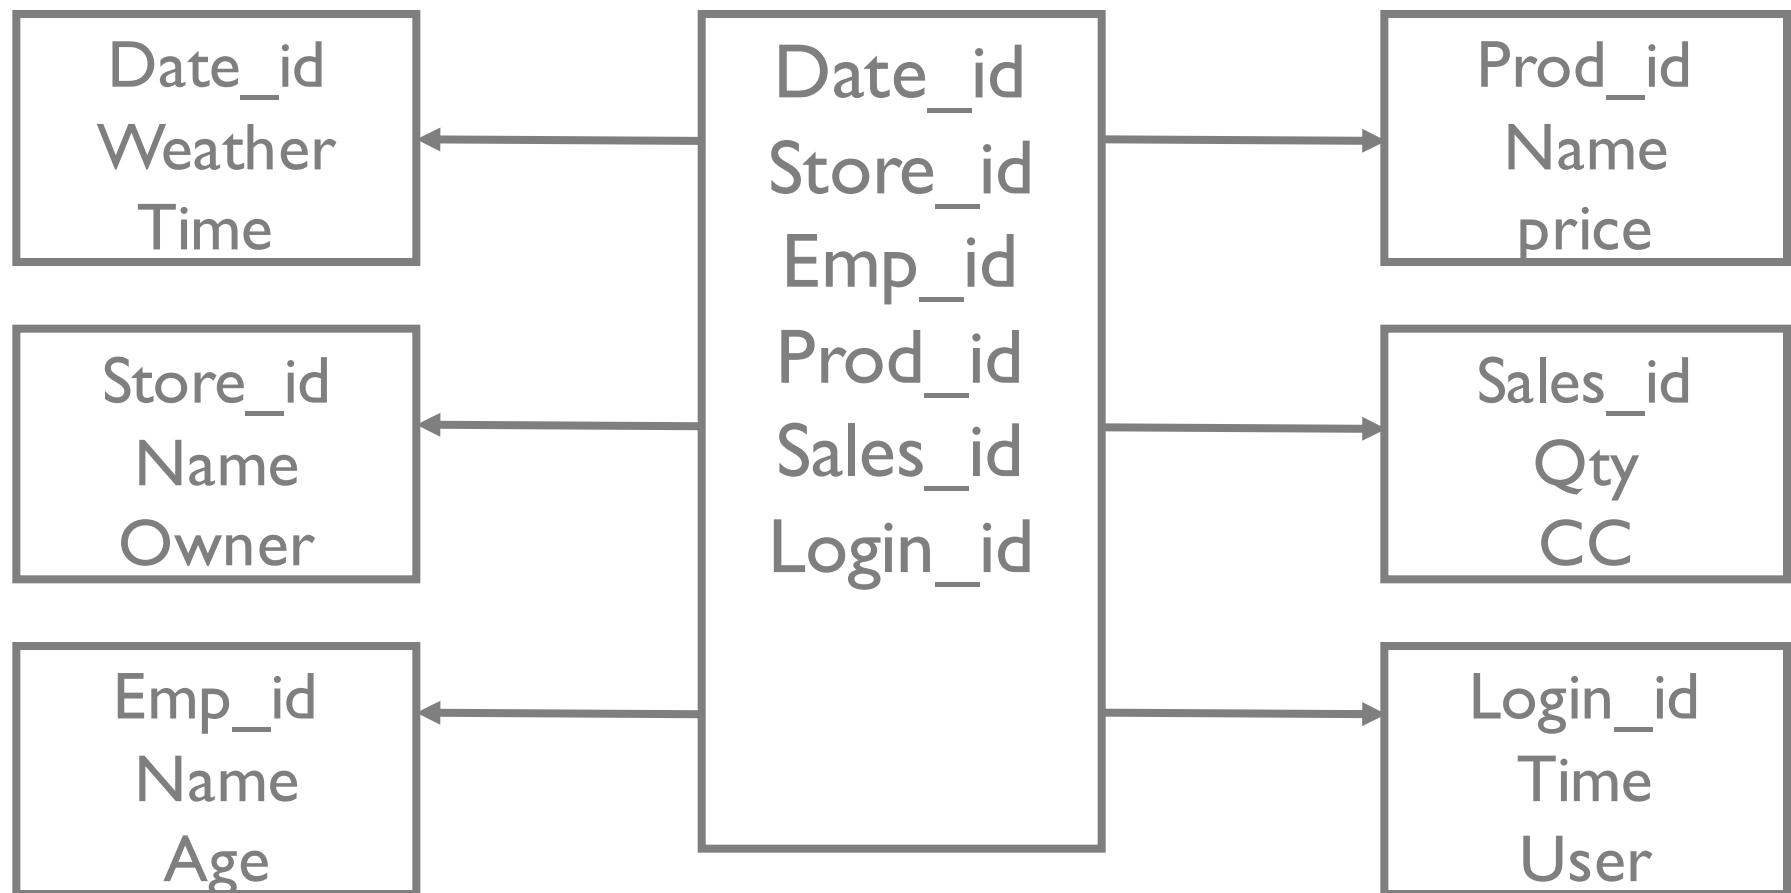 Date_id
Weather
Time
Store_id
Name
Owner
Emp_id
Name
Age
Date_id
Store_id
Emp_id
Prod_id
Sales_id
Login_id
Prod_id
Name
price
Sales_id
Qty
CC
Login_id
Time
User